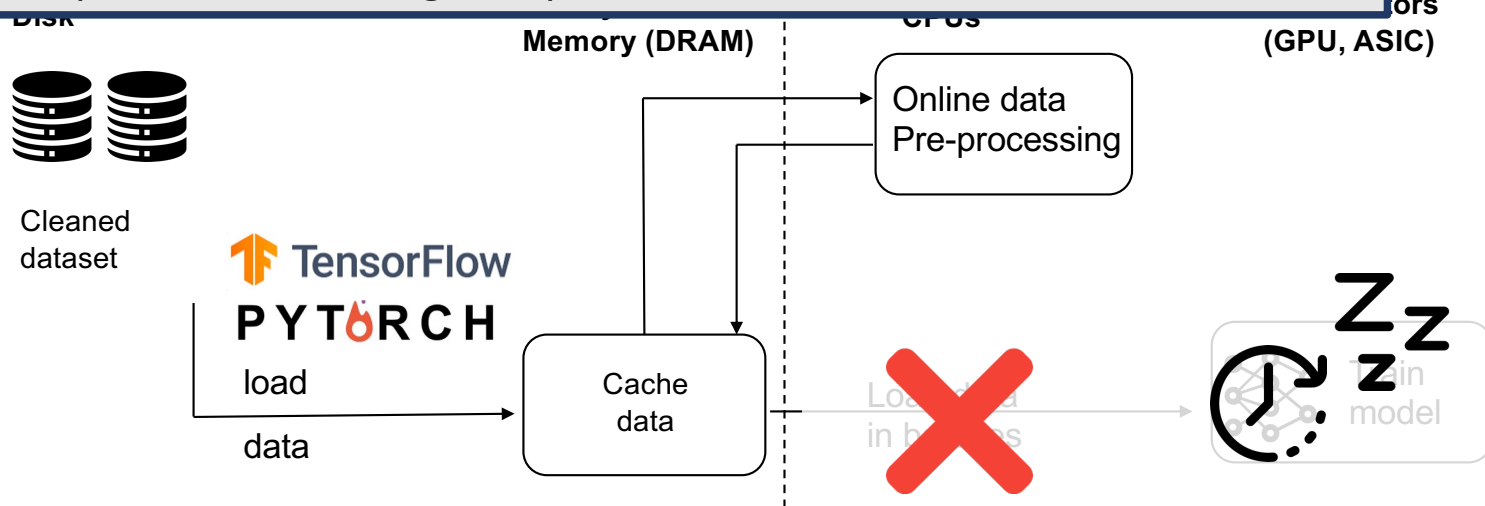 Disk
Memory (DRAM)
CPUs
(GPU, ASIC)
Online data
Pre-processing
Cleaned
dataset
TensorFlow
PYTORCH
load
data
Cache
data
in
model
Z
Z
Z